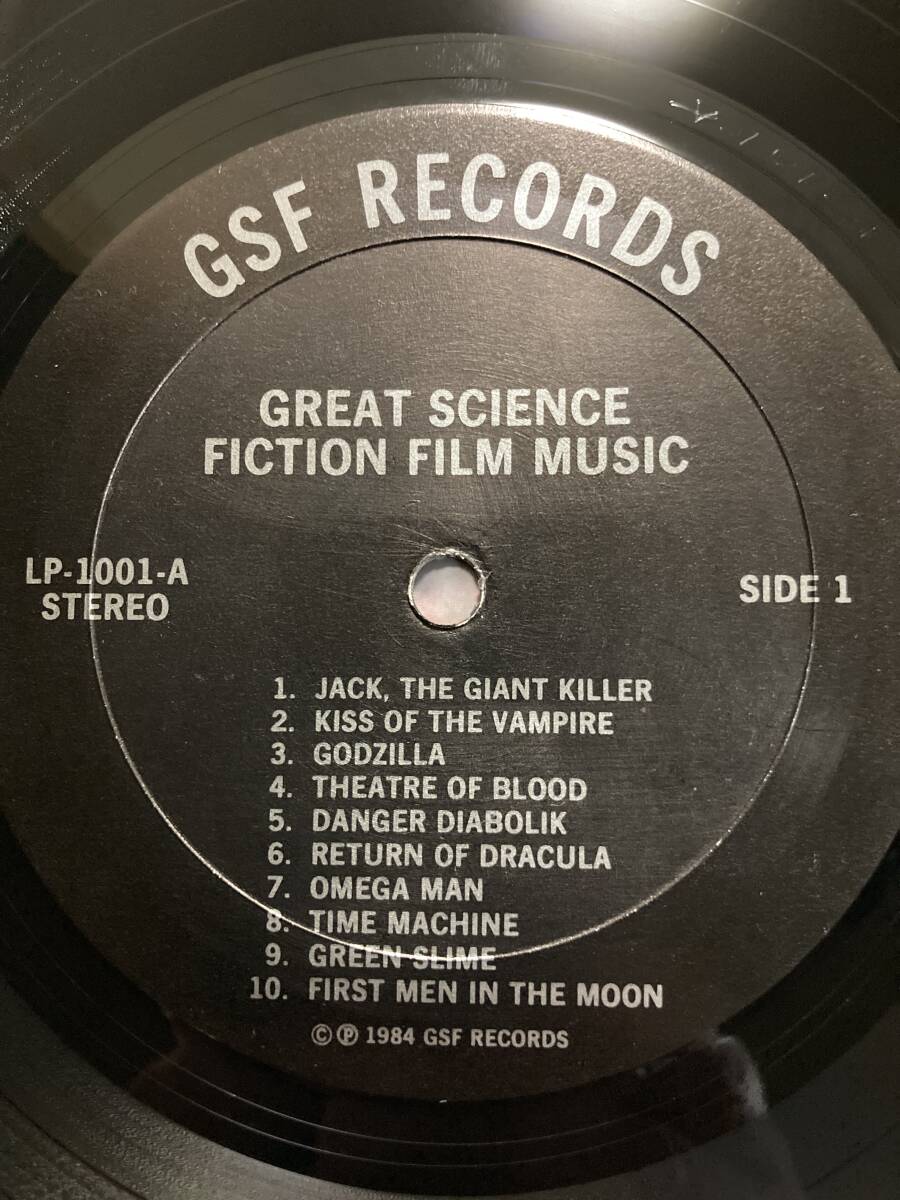 GSF RECORDS
GREAT SCIENCE
FICTION FILM MUSIC
LP-1001-A
STEREO
SIDE 1
1. JACK, THE GIANT KILLER
2. KISS OF THE VAMPIRE
3. GODZILLA
4. THEATRE OF BLOOD
5. DANGER DIABOLIK
6. RETURN OF DRACULA
7. OMEGA MAN
8. TIME MACHINE
9. GREEN SLIME
10. FIRST MEN IN THE MOON
©℗ 1984 GSF RECORDS